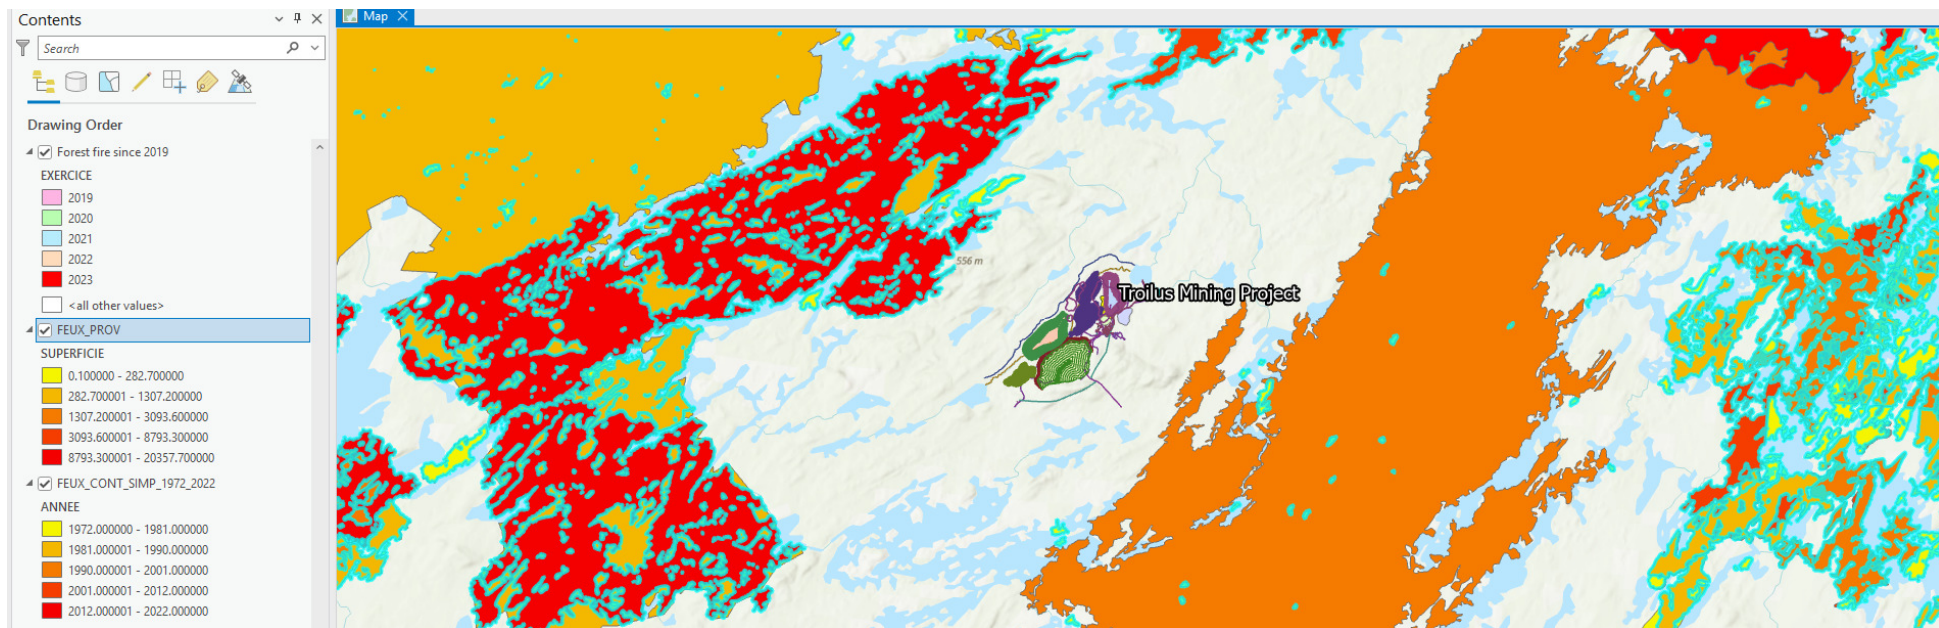 Contents
Search
Drawing Order
Forest fire since 2019
EXERCICE
2019
2020
2021
2022
2023
<all other values>
FEUX_PROV
SUPERFICIE
0.100000 - 282.700000
282.700001 - 1307.200000
1307.200001 - 3093.600000
3093.600001 - 8793.300000
8793.300001 - 20357.700000
FEUX_CONT_SIMP_1972_2022
ANNEE
1972.000000 - 1981.000000
1981.000001 - 1990.000000
1990.000001 - 2001.000000
2001.000001 - 2012.000000
2012.000001 - 2022.000000
Map
556 m
Troilus Mining Project